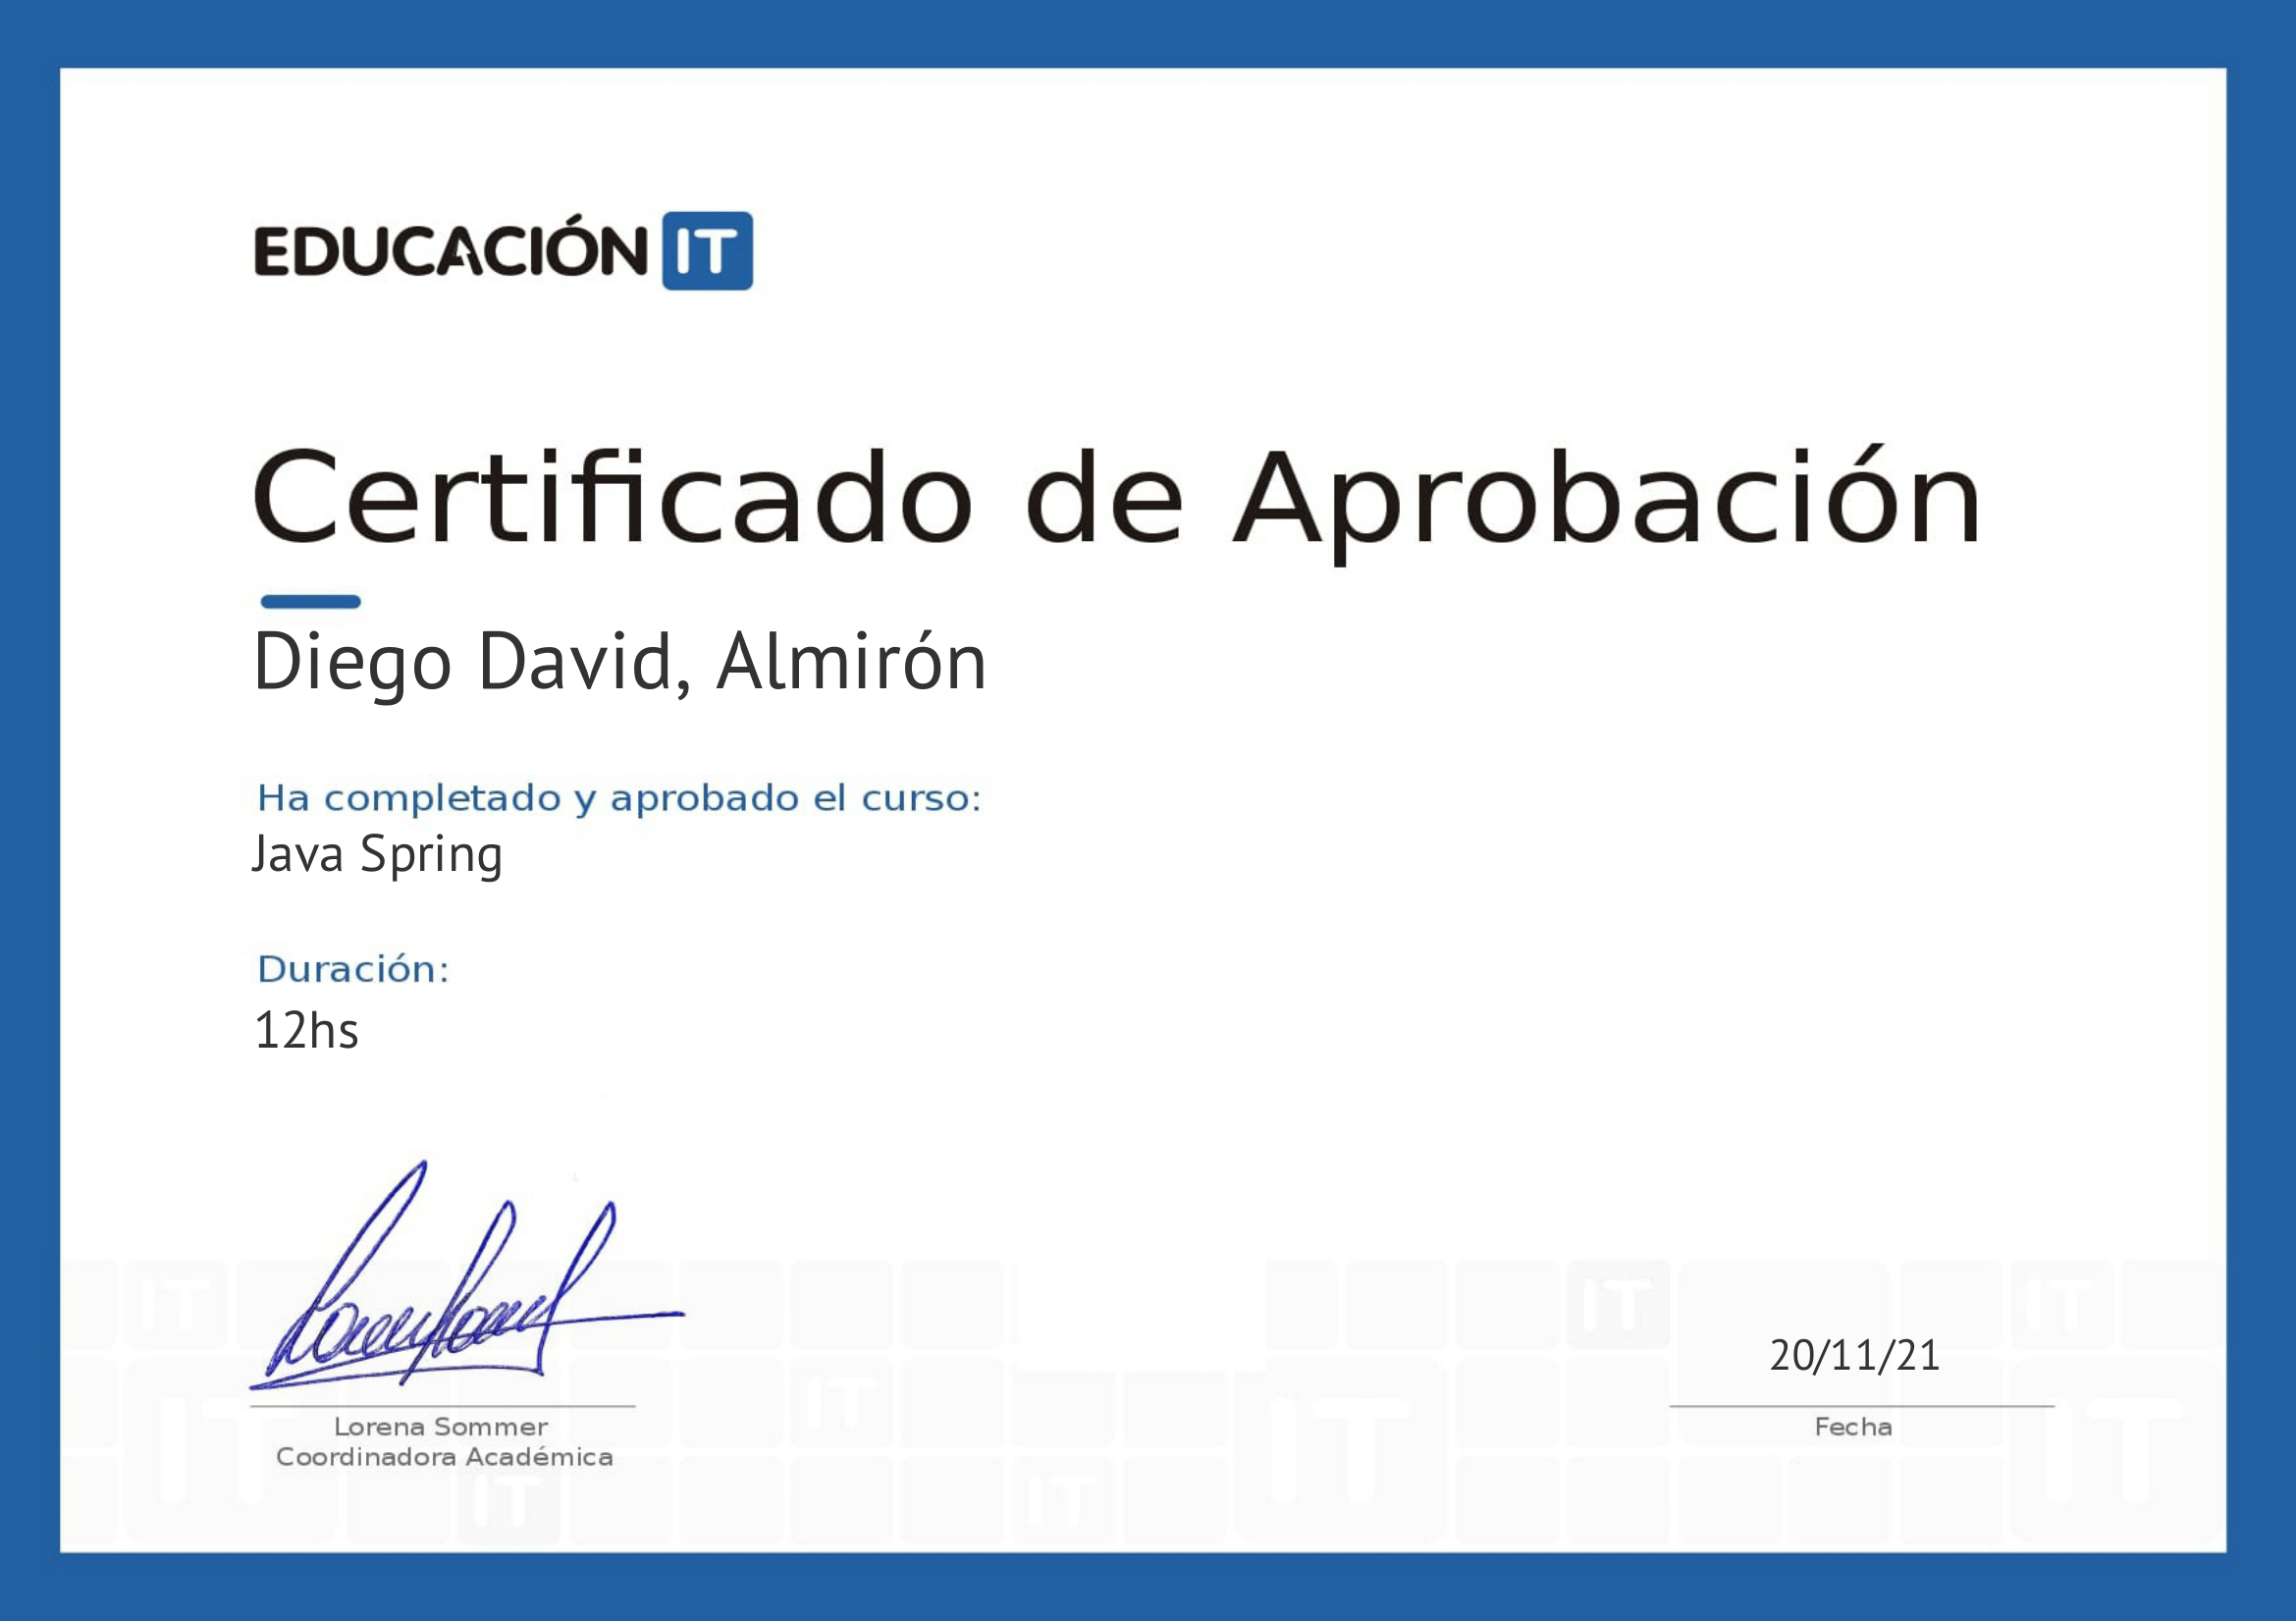 EDUCACIÓN IT
Certificado de Aprobación
Diego David, Almirón
Ha completado y aprobado el curso:
Java Spring
Duración:
12hs
20/11/21
Lorena Sommer
Coordinadora Académica
Fecha